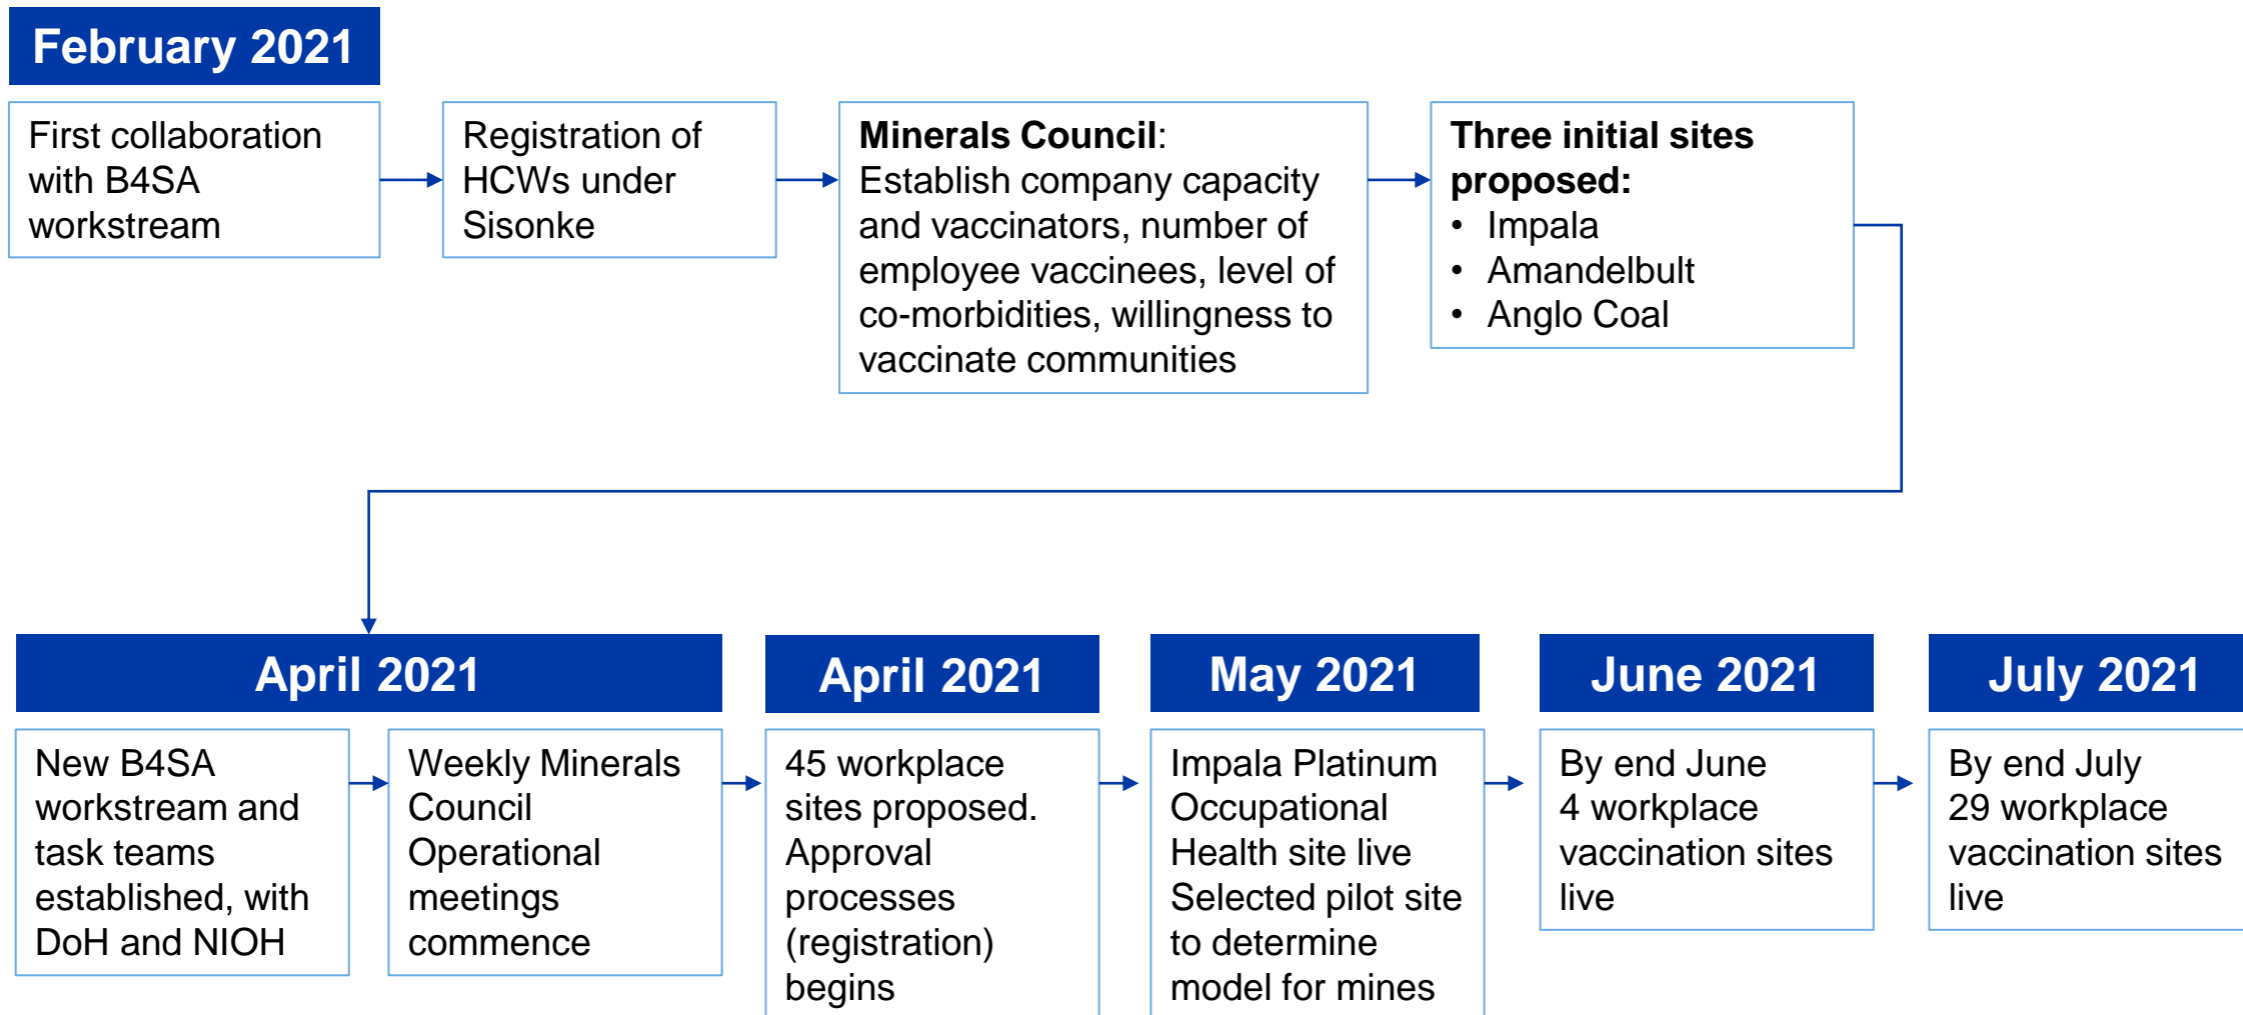 February 2021
First collaboration
with B4SA
workstream
Registration of
HCWs under
Sisonke
Minerals Council:
Establish company capacity
and vaccinators, number of
employee vaccinees, level of
co-morbidities, willingness to
vaccinate communities
Three initial sites
proposed:
• Impala
• Amandelbult
• Anglo Coal
April 2021
New B4SA
workstream and
task teams
established, with
DoH and NIOH
Weekly Minerals
Council
Operational
meetings
commence
April 2021
45 workplace
sites proposed.
Approval
processes
(registration)
begins
May 2021
Impala Platinum
Occupational
Health site live
Selected pilot site
to determine
model for mines
June 2021
By end June
4 workplace
vaccination sites
live
July 2021
By end July
29 workplace
vaccination sites
live